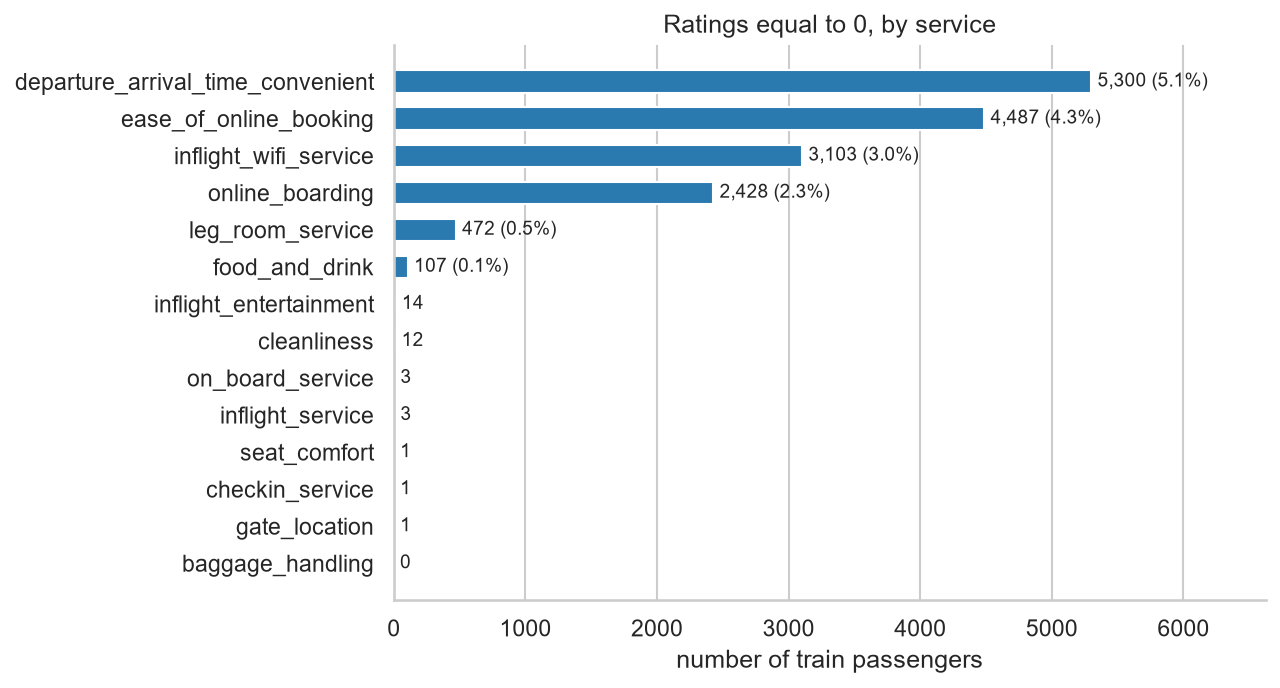 Ratings equal to 0, by service
departure_arrival_time_convenient 5,300 (5.1%)
ease_of_online_booking 4,487 (4.3%)
inflight_wifi_service 3,103 (3.0%)
online_boarding 2,428 (2.3%)
leg_room_service 472 (0.5%)
food_and_drink 107 (0.1%)
inflight_entertainment 14
cleanliness 12
on_board_service 3
inflight_service 3
seat_comfort 1
checkin_service 1
gate_location 1
baggage_handling 0
0 1000 2000 3000 4000 5000 6000
number of train passengers